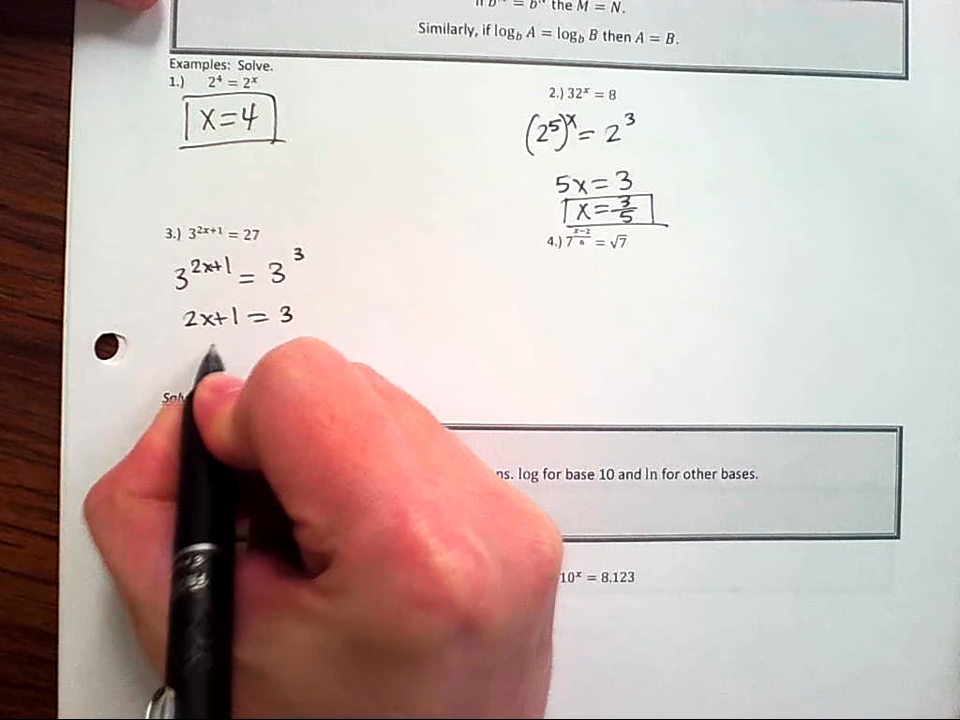 = b the M = N.
Similarly, if log_b A = log_b B then A = B.
Examples: Solve.
1.) 2⁴ = 2ˣ
x=4
2.) 32ˣ = 8
(2⁵)ˣ = 2³
5x = 3
x = 3/5
3.) 3²ˣ⁺¹ = 27
3²ˣ⁺¹ = 3³
2x+1 = 3
4.) 7^((x−2)/6) = √7
log for base 10 and ln for other bases.
10ˣ = 8.123